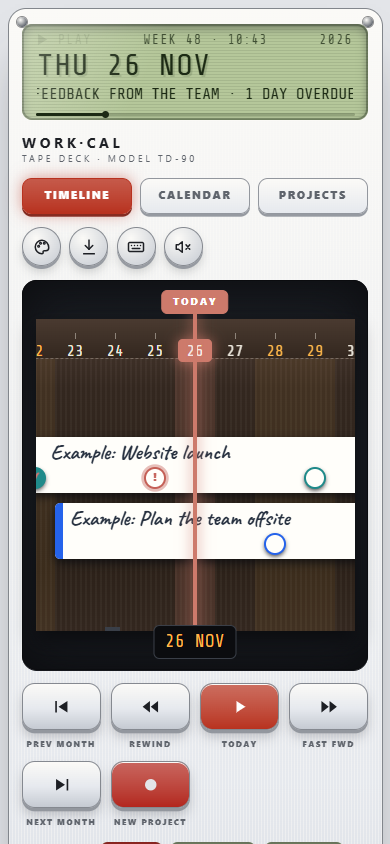 ▶ PLAY WEEK 48 · 10:43 2026
THU 26 NOV
FEEDBACK FROM THE TEAM · 1 DAY OVERDUE
WORK·CAL
TAPE DECK · MODEL TD-90
TIMELINE CALENDAR PROJECTS
TODAY
2 23 24 25 26 27 28 29 3
Example: Website launch
!
Example: Plan the team offsite
26 NOV
PREV MONTH REWIND TODAY FAST FWD
NEXT MONTH NEW PROJECT